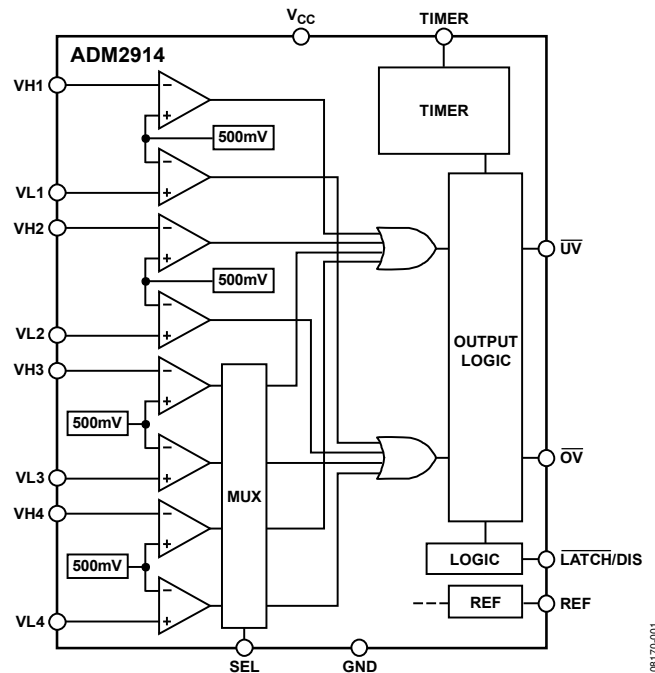 VCC
TIMER
ADM2914
VH1
TIMER
500mV
VL1
VH2
UV
500mV
VL2
OUTPUT
LOGIC
VH3
500mV
MUX
OV
VL3
VH4
LOGIC
LATCH/DIS
500mV
REF
REF
VL4
SEL
GND
08170-001